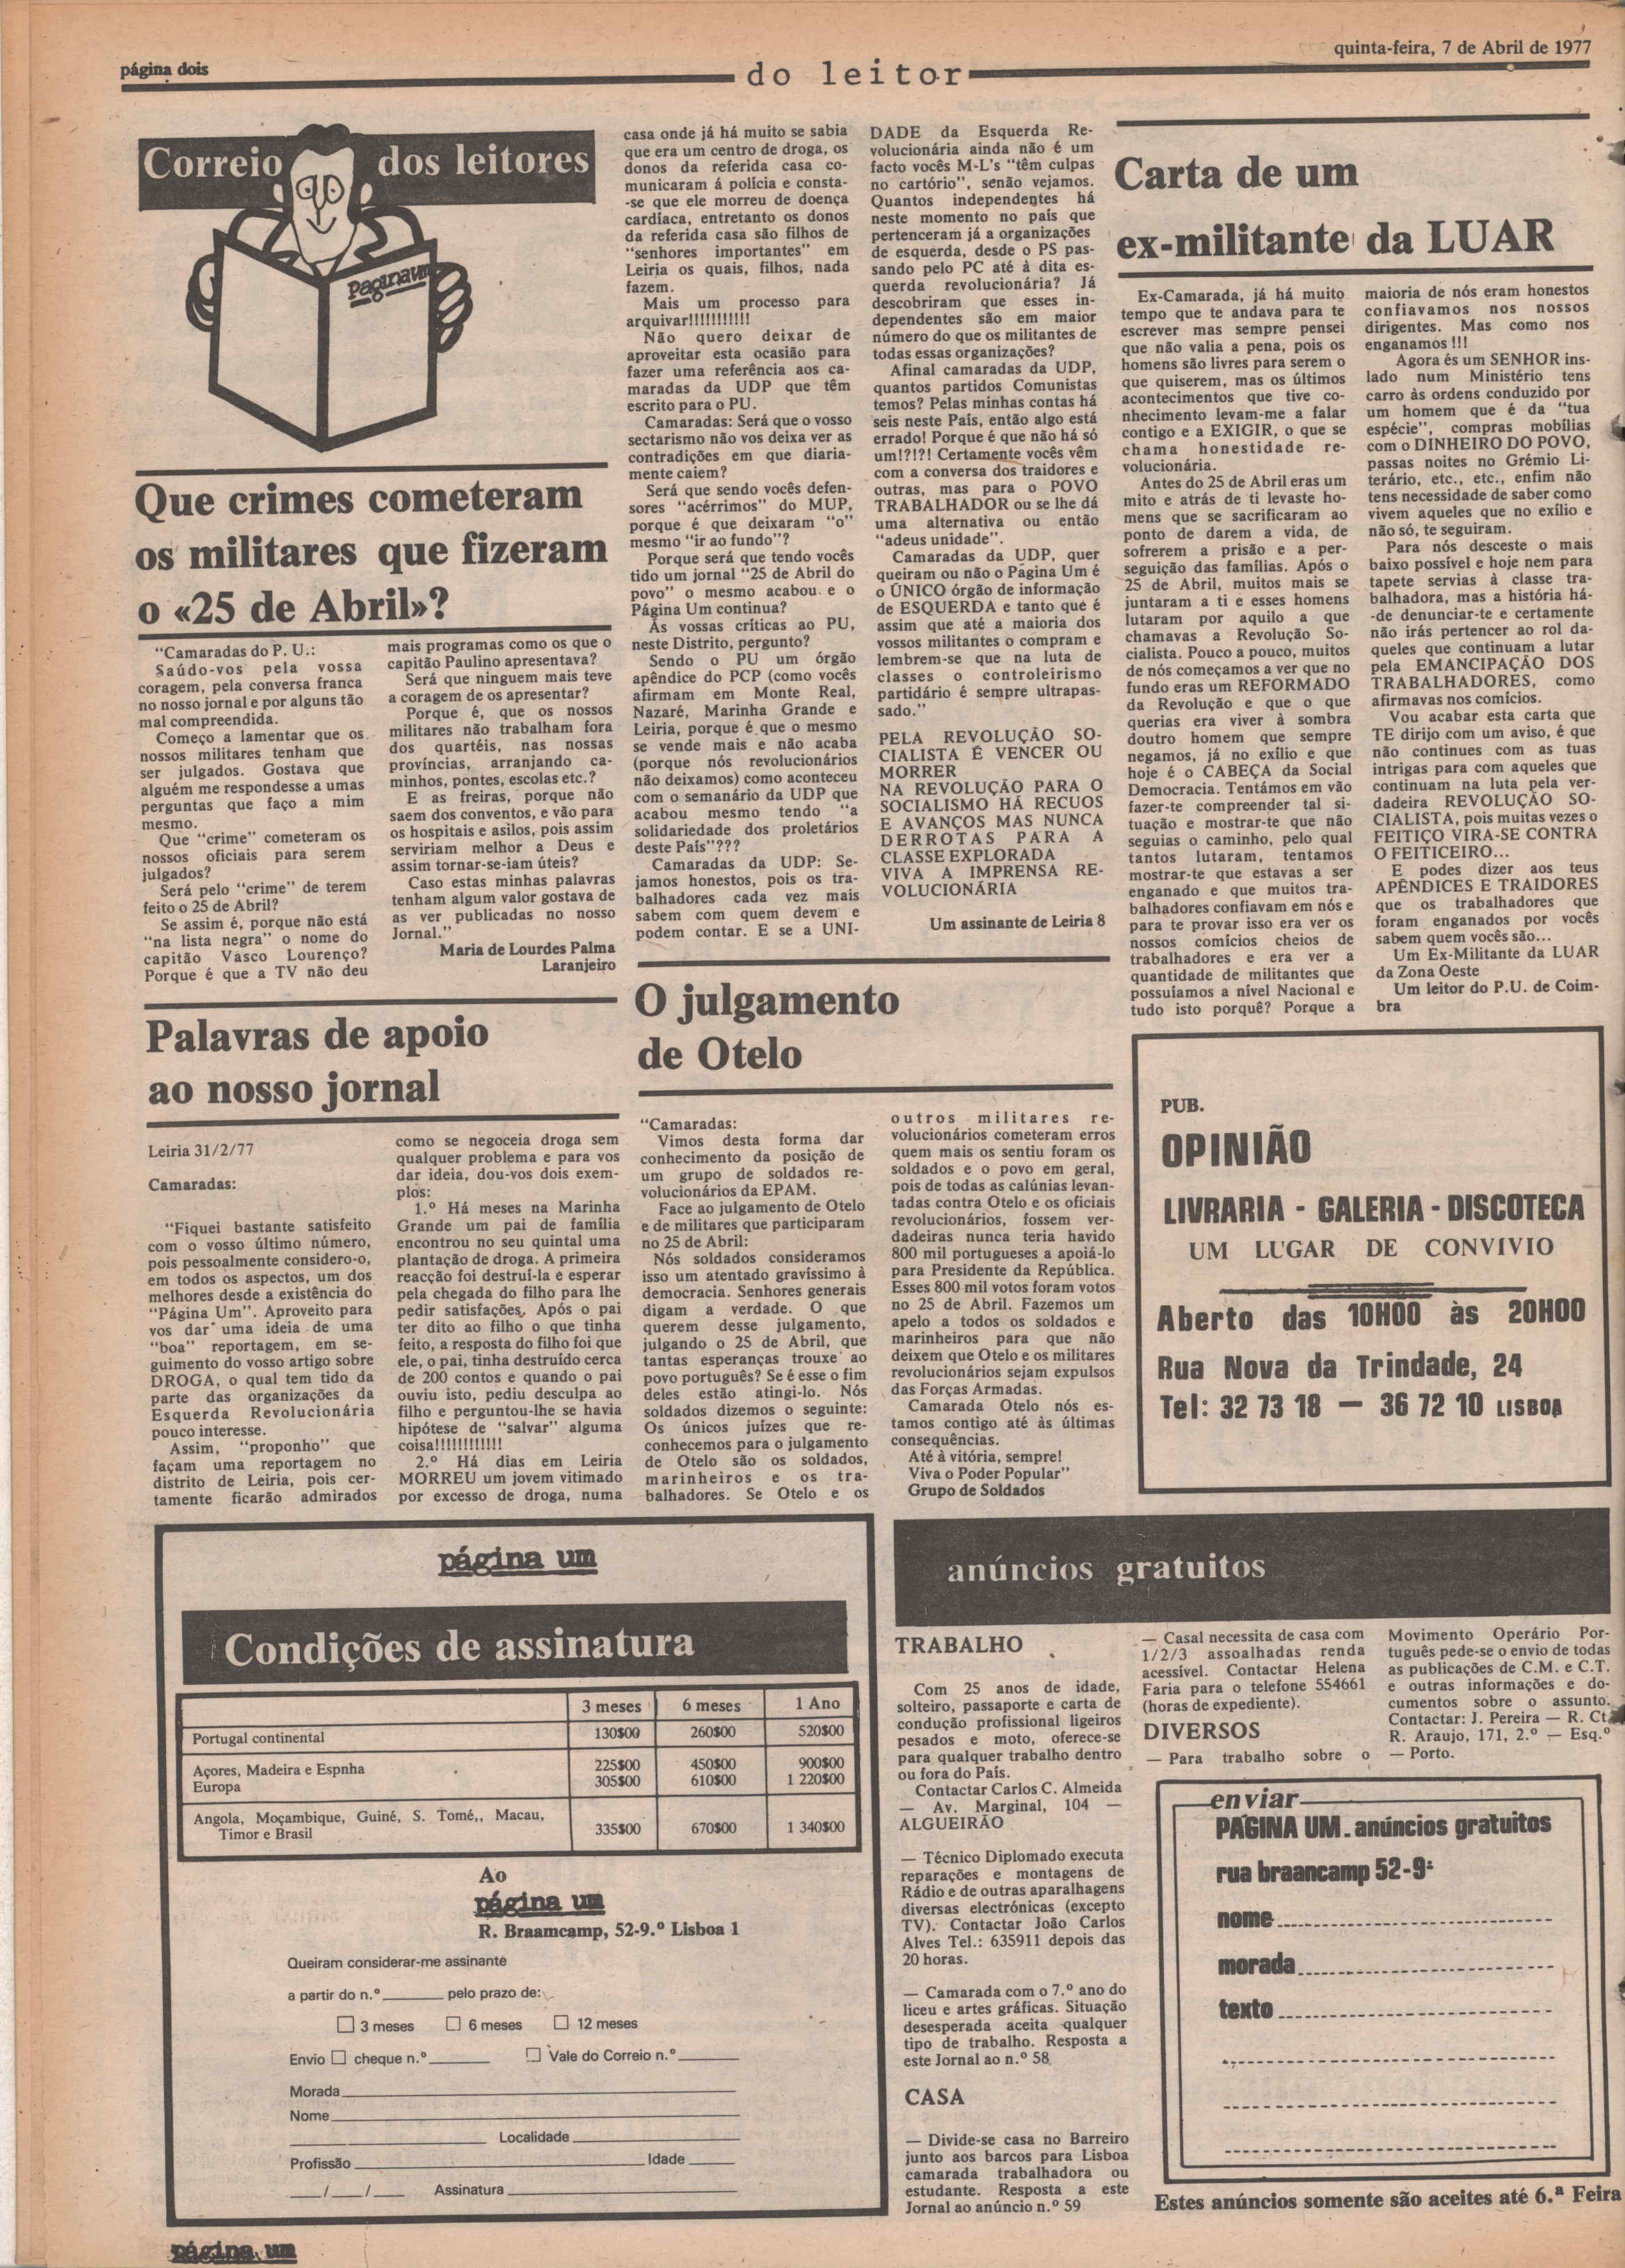 página dois
do leitor
quinta-feira, 7 de Abril de 1977
Correio dos leitores
Paginaum
Que crimes cometeram
os militares que fizeram
o «25 de Abril»?
“Camaradas do P. U.:
Saúdo-vos pela vossa
coragem, pela conversa franca
no nosso jornal e por alguns tão
mal compreendida.
Começo a lamentar que os
nossos militares tenham que
ser julgados. Gostava que
alguém me respondesse a umas
perguntas que faço a mim
mesmo.
Que “crime” cometeram os
nossos oficiais para serem
julgados?
Será pelo “crime” de terem
feito o 25 de Abril?
Se assim é, porque não está
“na lista negra” o nome do
capitão Vasco Lourenço?
Porque é que a TV não deu
mais programas como os que o
capitão Paulino apresentava?
Será que ninguem mais teve
a coragem de os apresentar?
Porque é, que os nossos
militares não trabalham fora
dos quartéis, nas nossas
províncias, arranjando ca-
minhos, pontes, escolas etc.?
E as freiras, porque não
saem dos conventos, e vão para
os hospitais e asilos, pois assim
serviriam melhor a Deus e
assim tornar-se-iam úteis?
Caso estas minhas palavras
tenham algum valor gostava de
as ver publicadas no nosso
Jornal.”
Maria de Lourdes Palma
Laranjeiro
Palavras de apoio
ao nosso jornal
Leiria 31/2/77
Camaradas:
“Fiquei bastante satisfeito
com o vosso último número,
pois pessoalmente considero-o,
em todos os aspectos, um dos
melhores desde a existência do
“Página Um”. Aproveito para
vos dar uma ideia de uma
“boa” reportagem, em se-
guimento do vosso artigo sobre
DROGA, o qual tem tido da
parte das organizações da
Esquerda Revolucionária
pouco interesse.
Assim, “proponho” que
façam uma reportagem no
distrito de Leiria, pois cer-
tamente ficarão admirados
como se negoceia droga sem
qualquer problema e para vos
dar ideia, dou-vos dois exem-
plos:
1.º Há meses na Marinha
Grande um pai de família
encontrou no seu quintal uma
plantação de droga. A primeira
reacção foi destruí-la e esperar
pela chegada do filho para lhe
pedir satisfações. Após o pai
ter dito ao filho o que tinha
feito, a resposta do filho foi que
ele, o pai, tinha destruído cerca
de 200 contos e quando o pai
ouviu isto, pediu desculpa ao
filho e perguntou-lhe se havia
hipótese de “salvar” alguma
coisa!!!!!!!!!!!!
2.º Há dias em Leiria
MORREU um jovem vitimado
por excesso de droga, numa
casa onde já há muito se sabia
que era um centro de droga, os
donos da referida casa co-
municaram á polícia e consta-
-se que ele morreu de doença
cardíaca, entretanto os donos
da referida casa são filhos de
“senhores importantes” em
Leiria os quais, filhos, nada
fazem.
Mais um processo para
arquivar!!!!!!!!!!!
Não quero deixar de
aproveitar esta ocasião para
fazer uma referência aos ca-
maradas da UDP que têm
escrito para o PU.
Camaradas: Será que o vosso
sectarismo não vos deixa ver as
contradições em que diaria-
mente caiem?
Será que sendo vocês defen-
sores “acérrimos” do MUP,
porque é que deixaram “o”
mesmo “ir ao fundo”?
Porque será que tendo vocês
tido um jornal “25 de Abril do
povo” o mesmo acabou e o
Página Um continua?
Às vossas críticas ao PU,
neste Distrito, pergunto?
Sendo o PU um órgão
apêndice do PCP (como vocês
afirmam em Monte Real,
Nazaré, Marinha Grande e
Leiria, porque é que o mesmo
se vende mais e não acaba
(porque nós revolucionários
não deixamos) como aconteceu
com o semanário da UDP que
acabou mesmo tendo “a
solidariedade dos proletários
deste País”???
Camaradas da UDP: Se-
jamos honestos, pois os tra-
balhadores cada vez mais
sabem com quem devem e
podem contar. E se a UNI-
DADE da Esquerda Re-
volucionária ainda não é um
facto vocês M-L's “têm culpas
no cartório”, senão vejamos.
Quantos independentes há
neste momento no país que
pertenceram já a organizações
de esquerda, desde o PS pas-
sando pelo PC até à dita es-
querda revolucionária? Já
descobriram que esses in-
dependentes são em maior
número do que os militantes de
todas essas organizações?
Afinal camaradas da UDP,
quantos partidos Comunistas
temos? Pelas minhas contas há
seis neste País, então algo está
errado! Porque é que não há só
um!?!?! Certamente vocês vêm
com a conversa dos traidores e
outras, mas para o POVO
TRABALHADOR ou se lhe dá
uma alternativa ou então
“adeus unidade”.
Camaradas da UDP, quer
queiram ou não o Página Um é
o ÚNICO órgão de informação
de ESQUERDA e tanto que é
assim que até a maioria dos
vossos militantes o compram e
lembrem-se que na luta de
classes o controleirismo
partidário é sempre ultrapas-
sado.”
PELA REVOLUÇÃO SO-
CIALISTA É VENCER OU
MORRER
NA REVOLUÇÃO PARA O
SOCIALISMO HÁ RECUOS
E AVANÇOS MAS NUNCA
DERROTAS PARA A
CLASSE EXPLORADA
VIVA A IMPRENSA RE-
VOLUCIONÁRIA
Um assinante de Leiria 8
O julgamento
de Otelo
“Camaradas:
Vimos desta forma dar
conhecimento da posição de
um grupo de soldados re-
volucionários da EPAM.
Face ao julgamento de Otelo
e de militares que participaram
no 25 de Abril:
Nós soldados consideramos
isso um atentado gravíssimo à
democracia. Senhores generais
digam a verdade. O que
querem desse julgamento,
julgando o 25 de Abril, que
tantas esperanças trouxe ao
povo português? Se é esse o fim
deles estão atingi-lo. Nós
soldados dizemos o seguinte:
Os únicos juízes que re-
conhecemos para o julgamento
de Otelo são os soldados,
marinheiros e os tra-
balhadores. Se Otelo e os
outros militares re-
volucionários cometeram erros
quem mais os sentiu foram os
soldados e o povo em geral,
pois de todas as calúnias levan-
tadas contra Otelo e os oficiais
revolucionários, fossem ver-
dadeiras nunca teria havido
800 mil portugueses a apoiá-lo
para Presidente da República.
Esses 800 mil votos foram votos
no 25 de Abril. Fazemos um
apelo a todos os soldados e
marinheiros para que não
deixem que Otelo e os militares
revolucionários sejam expulsos
das Forças Armadas.
Camarada Otelo nós es-
tamos contigo até às últimas
consequências.
Até à vitória, sempre!
Viva o Poder Popular”
Grupo de Soldados
Carta de um
ex-militante da LUAR
Ex-Camarada, já há muito
tempo que te andava para te
escrever mas sempre pensei
que não valia a pena, pois os
homens são livres para serem o
que quiserem, mas os últimos
acontecimentos que tive co-
nhecimento levam-me a falar
contigo e a EXIGIR, o que se
chama honestidade re-
volucionária.
Antes do 25 de Abril eras um
mito e atrás de ti levaste ho-
mens que se sacrificaram ao
ponto de darem a vida, de
sofrerem a prisão e a per-
seguição das famílias. Após o
25 de Abril, muitos mais se
juntaram a ti e esses homens
lutaram por aquilo a que
chamavas a Revolução So-
cialista. Pouco a pouco, muitos
de nós começamos a ver que no
fundo eras um REFORMADO
da Revolução e que o que
querias era viver à sombra
doutro homem que sempre
negamos, já no exílio e que
hoje é o CABEÇA da Social
Democracia. Tentámos em vão
fazer-te compreender tal si-
tuação e mostrar-te que não
seguias o caminho, pelo qual
tantos lutaram, tentamos
mostrar-te que estavas a ser
enganado e que muitos tra-
balhadores confiavam em nós e
para te provar isso era ver os
nossos comícios cheios de
trabalhadores e era ver a
quantidade de militantes que
possuíamos a nível Nacional e
tudo isto porquê? Porque a
maioria de nós eram honestos
confiavamos nos nossos
dirigentes. Mas como nos
enganamos !!!
Agora és um SENHOR ins-
lado num Ministério tens
carro às ordens conduzido por
um homem que é da “tua
espécie”, compras mobílias
com o DINHEIRO DO POVO,
passas noites no Grémio Li-
terário, etc., etc., enfim não
tens necessidade de saber como
vivem aqueles que no exílio e
não só, te seguiram.
Para nós desceste o mais
baixo possível e hoje nem para
tapete servias à classe tra-
balhadora, mas a história há-
-de denunciar-te e certamente
não irás pertencer ao rol da-
queles que continuam a lutar
pela EMANCIPAÇÃO DOS
TRABALHADORES, como
afirmavas nos comícios.
Vou acabar esta carta que
TE dirijo com um aviso, é que
não continues com as tuas
intrigas para com aqueles que
continuam na luta pela ver-
dadeira REVOLUÇÃO SO-
CIALISTA, pois muitas vezes o
FEITIÇO VIRA-SE CONTRA
O FEITICEIRO...
E podes dizer aos teus
APÊNDICES E TRAIDORES
que os trabalhadores que
foram enganados por vocês
sabem quem vocês são...
Um Ex-Militante da LUAR
da Zona Oeste
Um leitor do P.U. de Coim-
bra
PUB.
OPINIÃO
LIVRARIA - GALERIA - DISCOTECA
UM LUGAR DE CONVIVIO
Aberto das 10H00 às 20H00
Rua Nova da Trindade, 24
Tel: 32 73 18 — 36 72 10 LISBOA
página um
Condições de assinatura
3 meses 6 meses 1 Ano
Portugal continental 130$00 260$00 520$00
Açores, Madeira e Espnha 225$00 450$00 900$00
Europa 305$00 610$00 1 220$00
Angola, Moçambique, Guiné, S. Tomé,, Macau,
Timor e Brasil 335$00 670$00 1 340$00
Ao
página um
R. Braamcamp, 52-9.º Lisboa 1
Queiram considerar-me assinante
a partir do n.º pelo prazo de:
3 meses 6 meses 12 meses
Envio cheque n.º Vale do Correio n.º
Morada
Nome
Localidade
Profissão Idade
/ / Assinatura
anúncios gratuitos
TRABALHO
Com 25 anos de idade,
solteiro, passaporte e carta de
condução profissional ligeiros
pesados e moto, oferece-se
para qualquer trabalho dentro
ou fora do País.
Contactar Carlos C. Almeida
— Av. Marginal, 104 —
ALGUEIRÃO
— Técnico Diplomado executa
reparações e montagens de
Rádio e de outras aparalhagens
diversas electrónicas (excepto
TV). Contactar João Carlos
Alves Tel.: 635911 depois das
20 horas.
— Camarada com o 7.º ano do
liceu e artes gráficas. Situação
desesperada aceita qualquer
tipo de trabalho. Resposta a
este Jornal ao n.º 58
CASA
— Divide-se casa no Barreiro
junto aos barcos para Lisboa
camarada trabalhadora ou
estudante. Resposta a este
Jornal ao anúncio n.º 59
— Casal necessita de casa com
1/2/3 assoalhadas renda
acessível. Contactar Helena
Faria para o telefone 554661
(horas de expediente).
DIVERSOS
— Para trabalho sobre o
Movimento Operário Por-
tuguês pede-se o envio de todas
as publicações de C.M. e C.T.
e outras informações e do-
cumentos sobre o assunto.
Contactar: J. Pereira — R. Ct.
R. Araujo, 171, 2.º — Esq.º
— Porto.
enviar
PÁGINA UM. anúncios gratuitos
rua braancamp 52-9º
nome
morada
texto
Estes anúncios somente são aceites até 6.ª Feira
página um